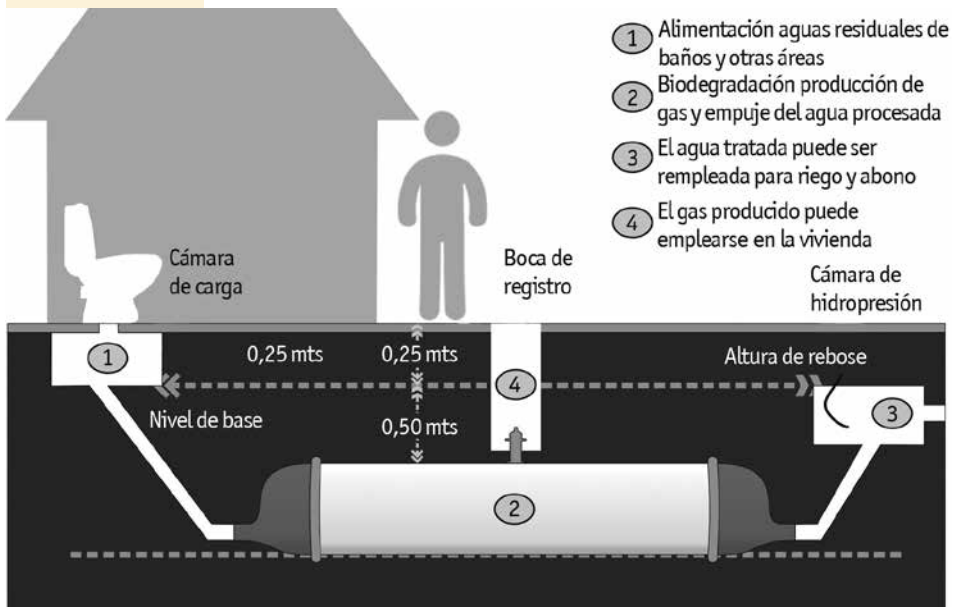 1 Alimentación aguas residuales de
baños y otras áreas
2 Biodegradación producción de
gas y empuje del agua procesada
3 El agua tratada puede ser
rempleada para riego y abono
4 El gas producido puede
emplearse en la vivienda
Cámara
de carga
Boca de
registro
Cámara de
hidropresión
1
0,25 mts
0,25 mts
Altura de rebose
4
3
Nivel de base
0,50 mts
2